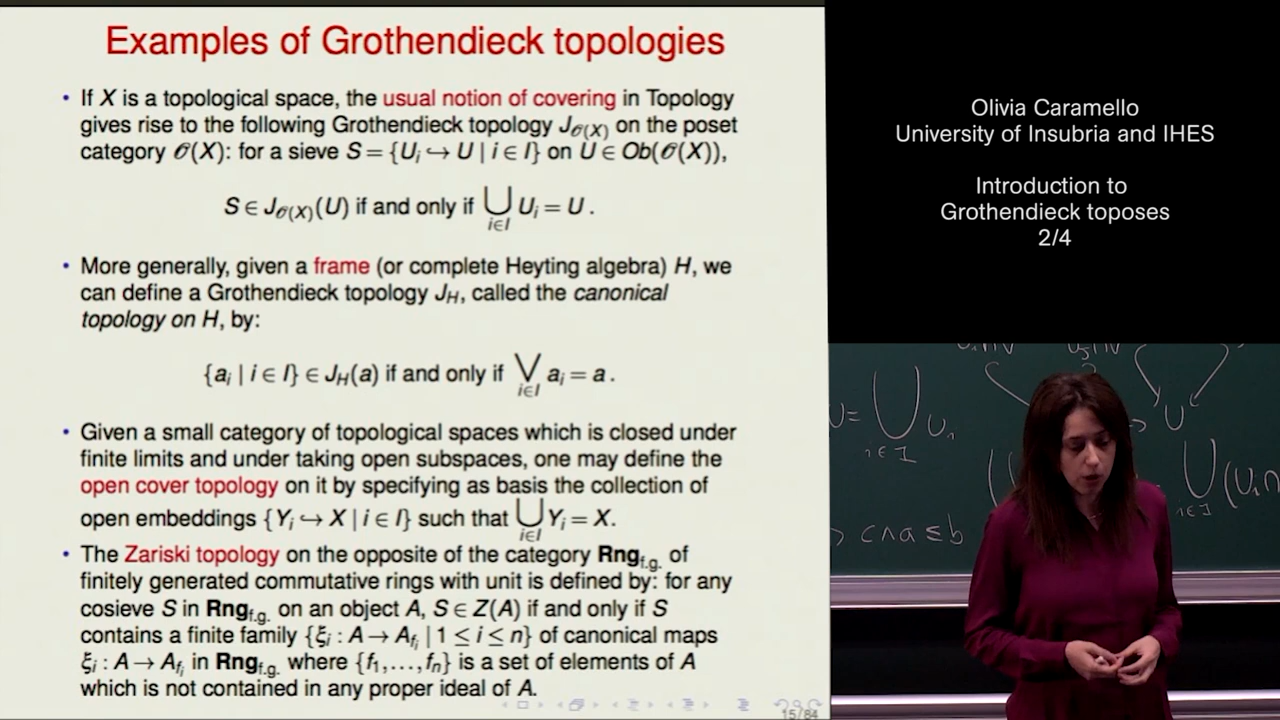 Examples of Grothendieck topologies
• If X is a topological space, the usual notion of covering in Topology
gives rise to the following Grothendieck topology J_𝒪(X) on the poset
category 𝒪(X): for a sieve S = {U_i ↪ U | i ∈ I} on U ∈ Ob(𝒪(X)),
S ∈ J_𝒪(X)(U) if and only if ⋃_{i∈I} U_i = U .
• More generally, given a frame (or complete Heyting algebra) H, we
can define a Grothendieck topology J_H, called the canonical
topology on H, by:
{a_i | i ∈ I} ∈ J_H(a) if and only if ⋁_{i∈I} a_i = a .
• Given a small category of topological spaces which is closed under
finite limits and under taking open subspaces, one may define the
open cover topology on it by specifying as basis the collection of
open embeddings {Y_i ↪ X | i ∈ I} such that ⋃_{i∈I} Y_i = X.
• The Zariski topology on the opposite of the category Rng_f.g. of
finitely generated commutative rings with unit is defined by: for any
cosieve S in Rng_f.g. on an object A, S ∈ Z(A) if and only if S
contains a finite family {ξ_i : A → A_{f_i} | 1 ≤ i ≤ n} of canonical maps
ξ_i : A → A_{f_i} in Rng_f.g. where {f_1,…,f_n} is a set of elements of A
which is not contained in any proper ideal of A.
15/84
Olivia Caramello
University of Insubria and IHES
Introduction to
Grothendieck toposes
2/4
U = ⋃_{i∈I} U_i
U
⋃_{i∈I} (U_i ∩
c ∧ a ≤ b